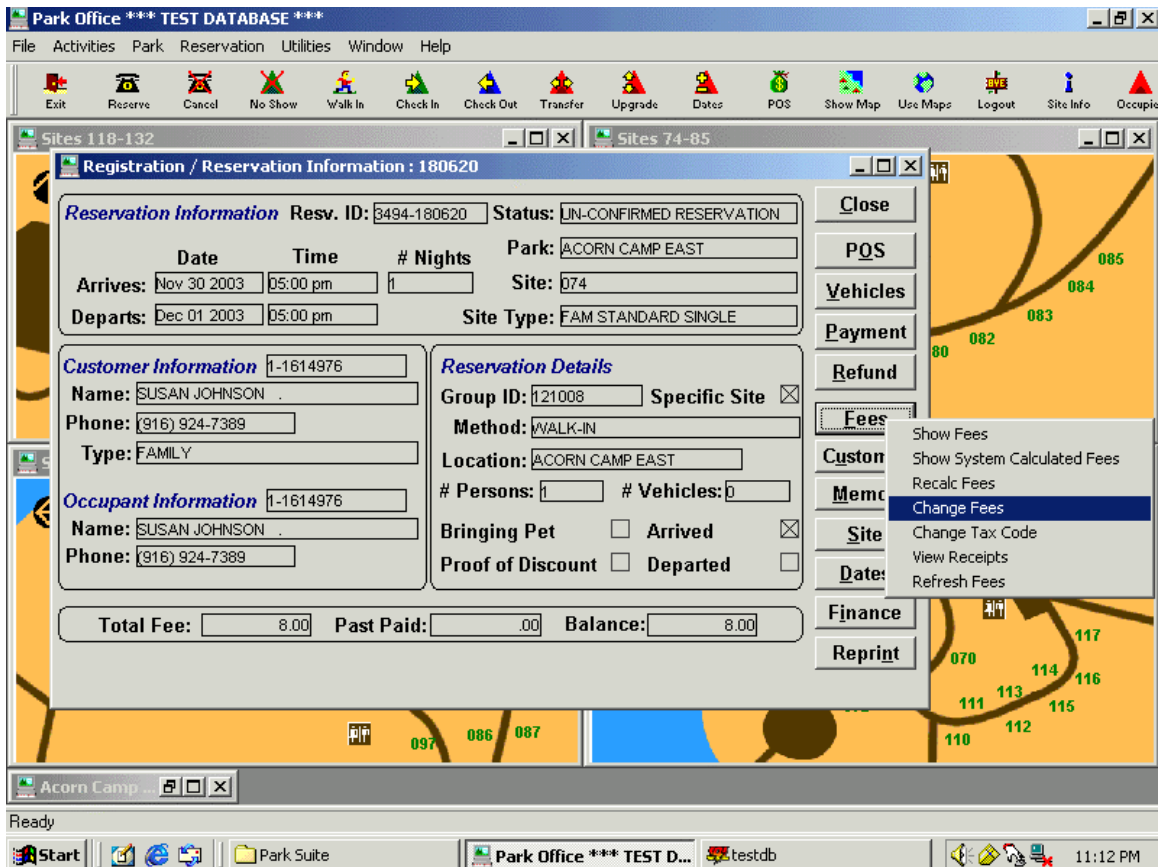 Park Office *** TEST DATABASE ***
File Activities Park Reservation Utilities Window Help
Exit Reserve Cancel No Show Walk In Check In Check Out Transfer Upgrade Dates POS Show Map Use Maps Logout Site Info Occupie
Sites 118-132
Sites 74-85
Registration / Reservation Information : 180620
Reservation Information Resv. ID: 3494-180620 Status: UN-CONFIRMED RESERVATION
Date Time # Nights Park: ACORN CAMP EAST
Arrives: Nov 30 2003 05:00 pm 1 Site: 074
Departs: Dec 01 2003 05:00 pm Site Type: FAM STANDARD SINGLE
Customer Information 1-1614976
Name: SUSAN JOHNSON .
Phone: (916) 924-7389
Type: FAMILY
Occupant Information 1-1614976
Name: SUSAN JOHNSON .
Phone: (916) 924-7389
Reservation Details
Group ID: 121008 Specific Site
Method: WALK-IN
Location: ACORN CAMP EAST
# Persons: 1 # Vehicles: 0
Bringing Pet Arrived
Proof of Discount Departed
Total Fee: 8.00 Past Paid: .00 Balance: 8.00
Close
POS
Vehicles
Payment
Refund
Fees
Custom
Memo
Site
Dates
Finance
Reprint
Show Fees
Show System Calculated Fees
Recalc Fees
Change Fees
Change Tax Code
View Receipts
Refresh Fees
085
084
083
082
80
117
070
114
116
113
111
115
112
110
097
086
087
Acorn Camp ...
Ready
Start Park Suite Park Office *** TEST D... testdb 11:12 PM